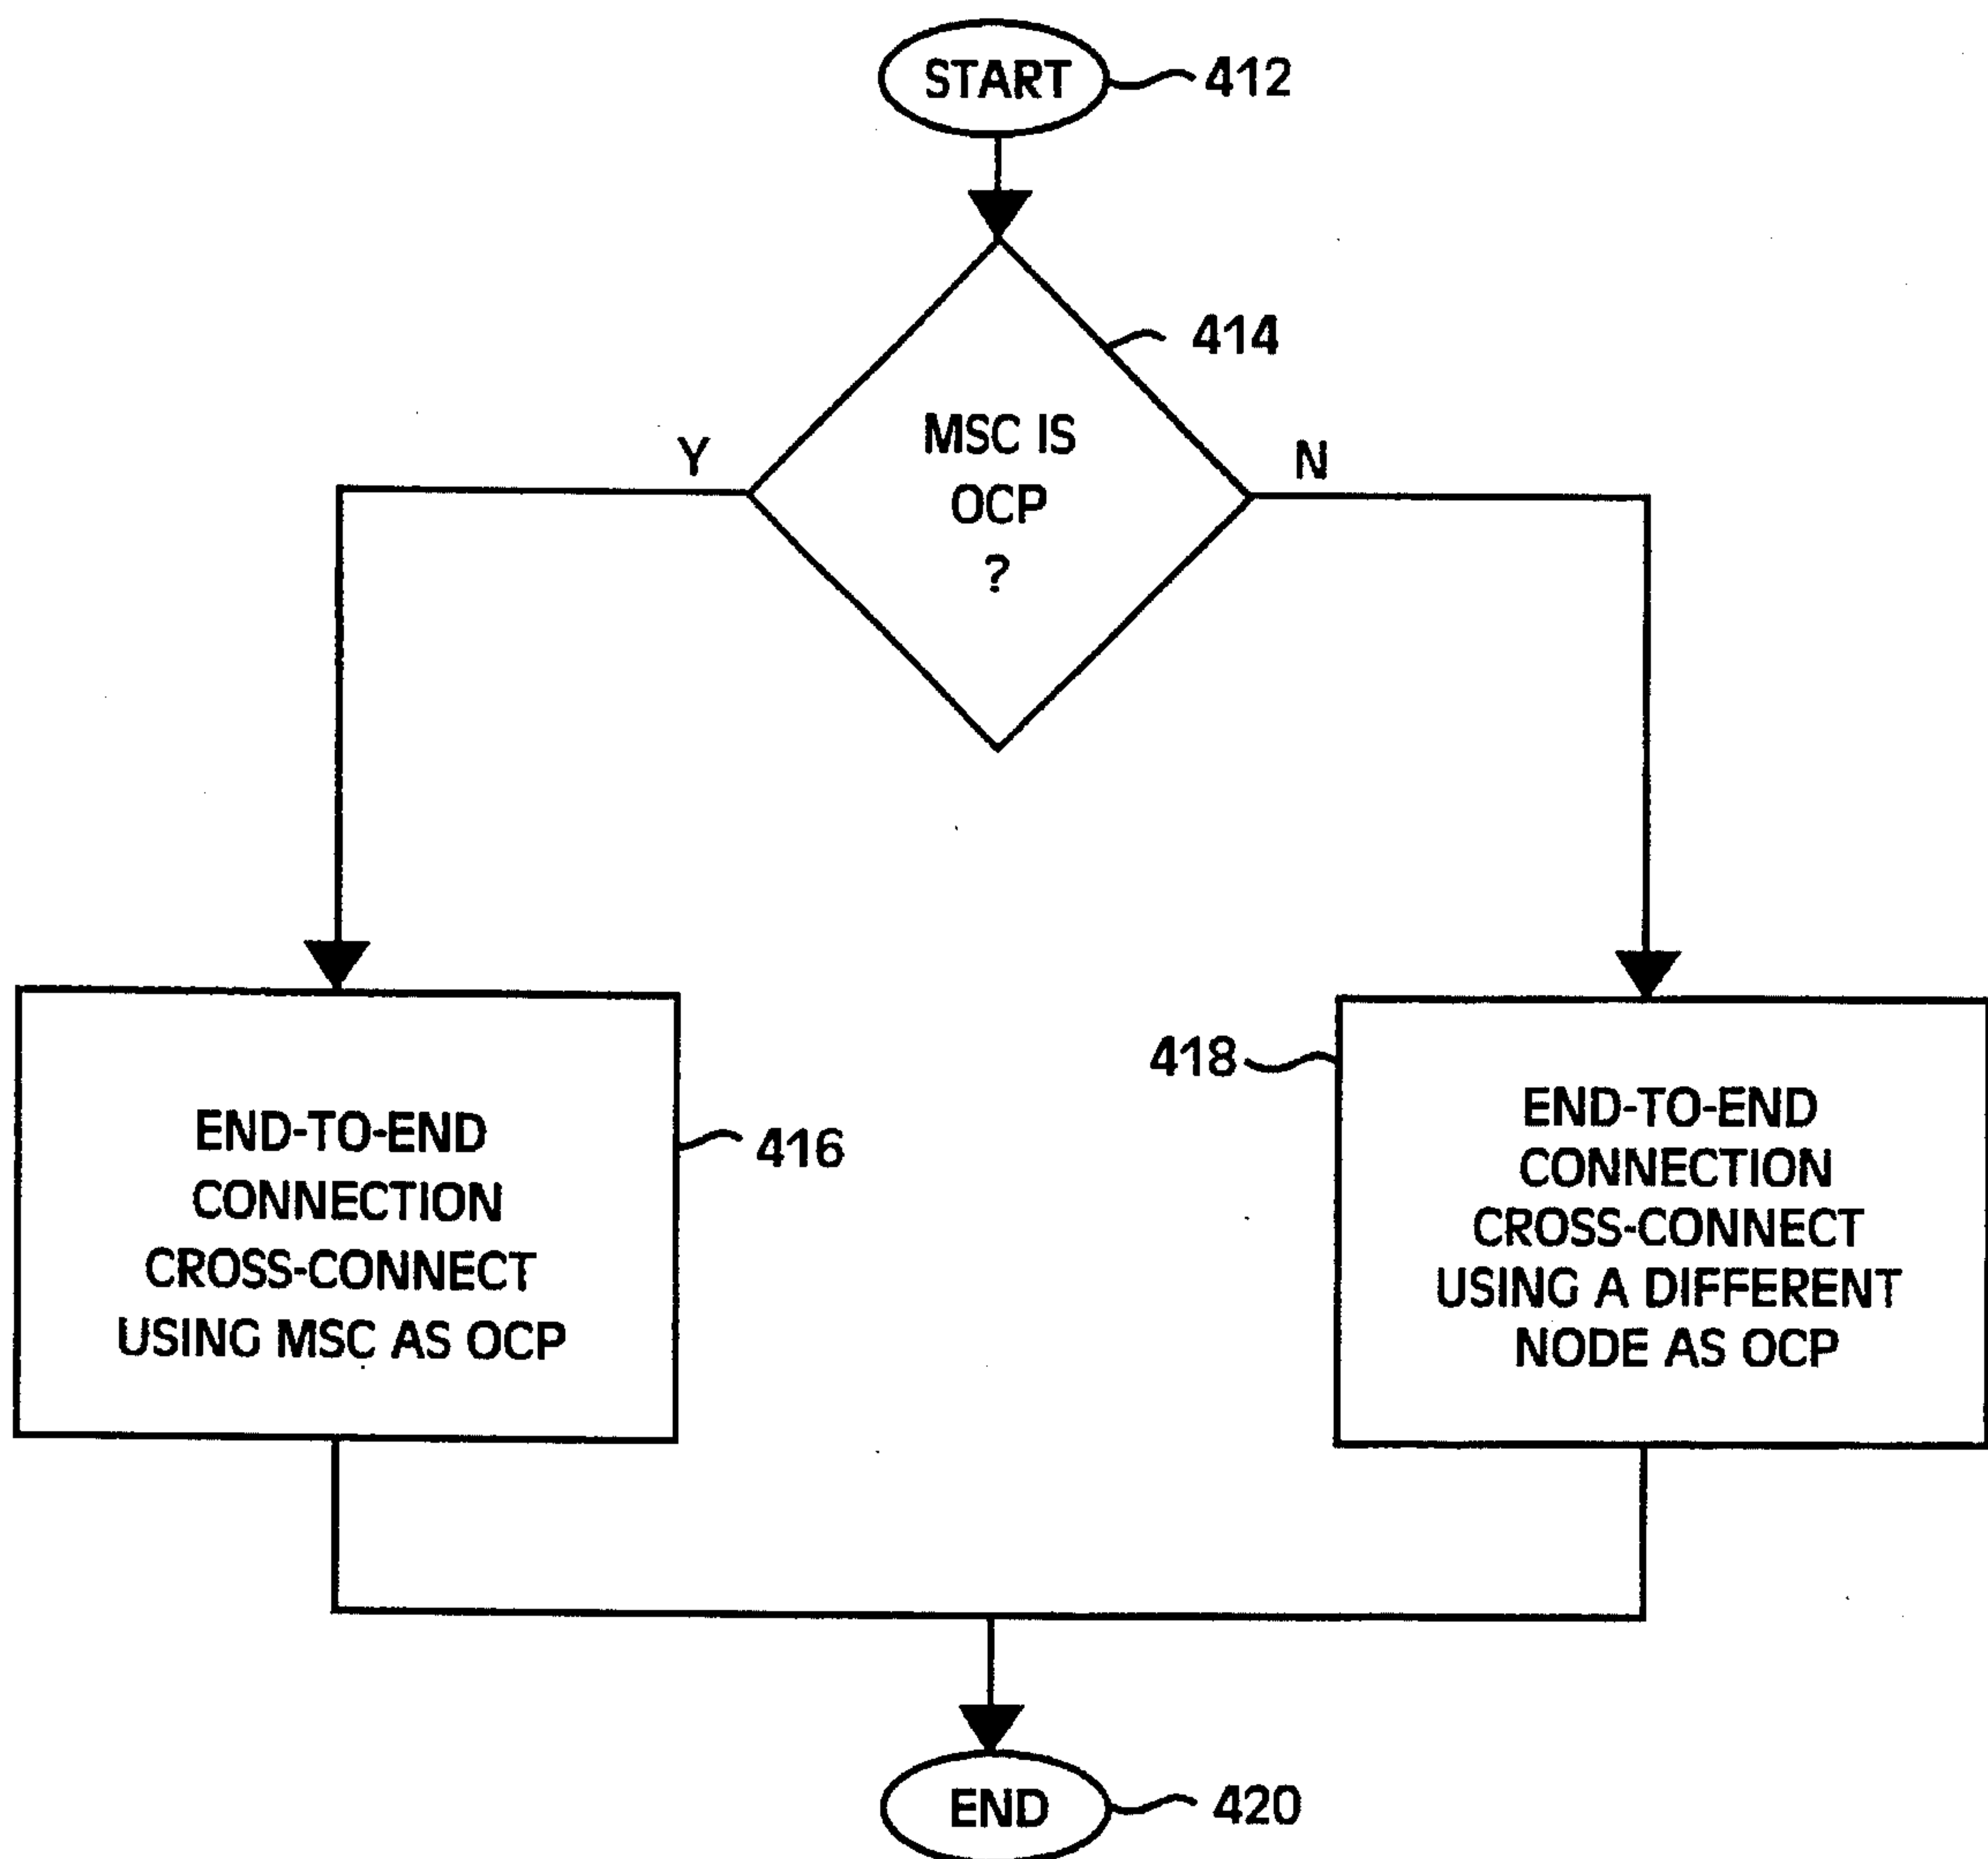 START
412
414
MSC IS
OCP
?
Y
N
END-TO-END
CONNECTION
CROSS-CONNECT
USING MSC AS OCP
416
418
END-TO-END
CONNECTION
CROSS-CONNECT
USING A DIFFERENT
NODE AS OCP
END
420